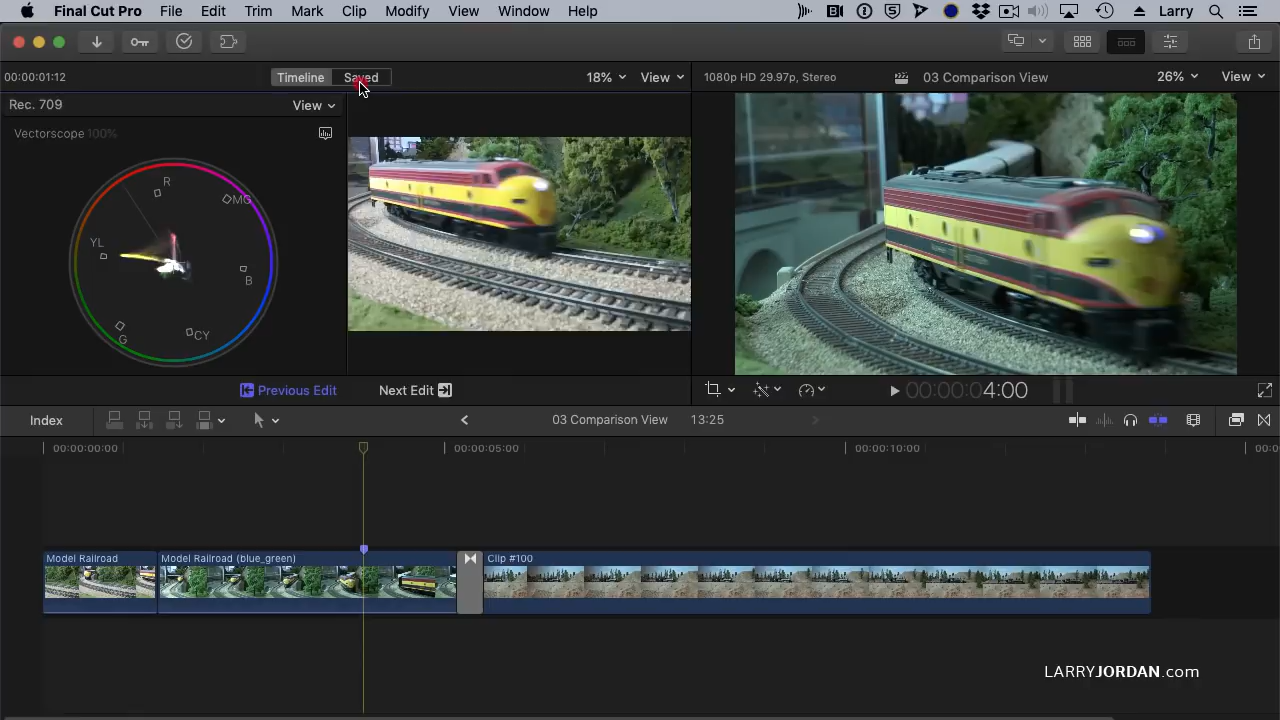 Final Cut Pro File Edit Trim Mark Clip Modify View Window Help Larry
00:00:01:12 Timeline Saved 18% View 1080p HD 29.97p, Stereo 03 Comparison View 26% View
Rec. 709 View
Vectorscope 100%
R
MG
YL
B
CY
G
Previous Edit Next Edit 00:00:04:00
Index 03 Comparison View 13:25
00:00:00:00 00:00:05:00 00:00:10:00
Model Railroad Model Railroad (blue_green) Clip #100
LARRYJORDAN.com